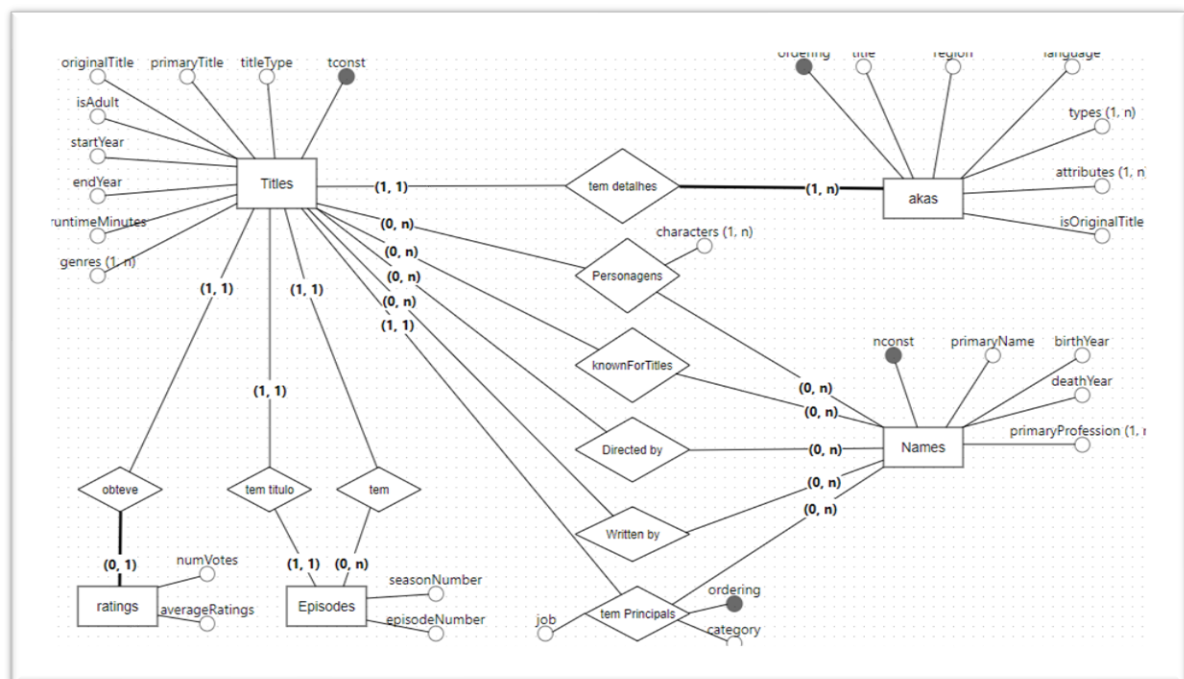 originalTitle
primaryTitle
titleType
tconst
ordering
title
region
language
isAdult
startYear
endYear
runtimeMinutes
genres (1, n)
types (1, n)
attributes (1, n)
isOriginalTitle
Titles
(1, 1)
tem detalhes
(1, n)
akas
(0, n)
characters (1, n)
(0, n)
Personagens
(0, n)
(0, n)
(1, 1)
(1, 1)
(1, 1)
nconst
primaryName
birthYear
deathYear
primaryProfession (1,
knownForTitles
(1, 1)
(0, n)
(0, n)
Names
Directed by
(0, n)
(0, n)
(0, n)
obteve
tem titulo
tem
Written by
(0, 1)
numVotes
(1, 1)
(0, n)
seasonNumber
ratings
averageRatings
Episodes
episodeNumber
job
tem Principals
ordering
category